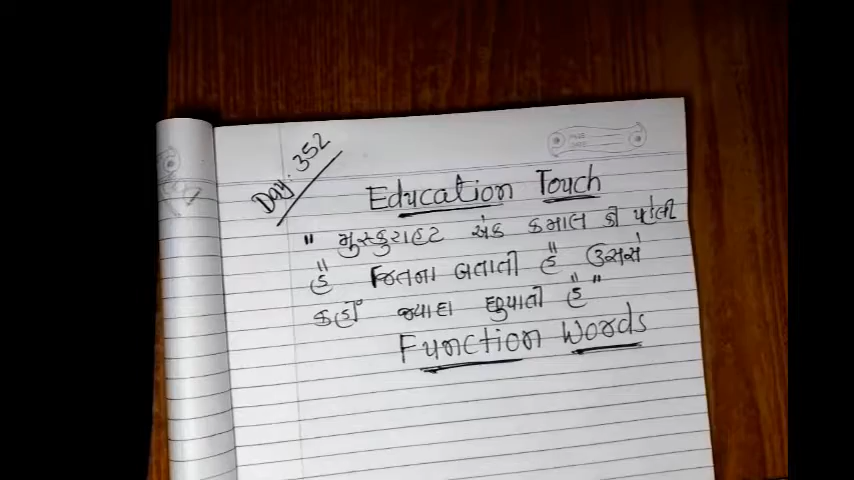 Day. 352
Education Touch
" મુસ્કુરાહટ એક કમાલ કી પહેલી
હૈ જિતના બતાતી હૈ ઉસસે
કહીં જ્યાદા છુપાતી હૈ "
Function Words